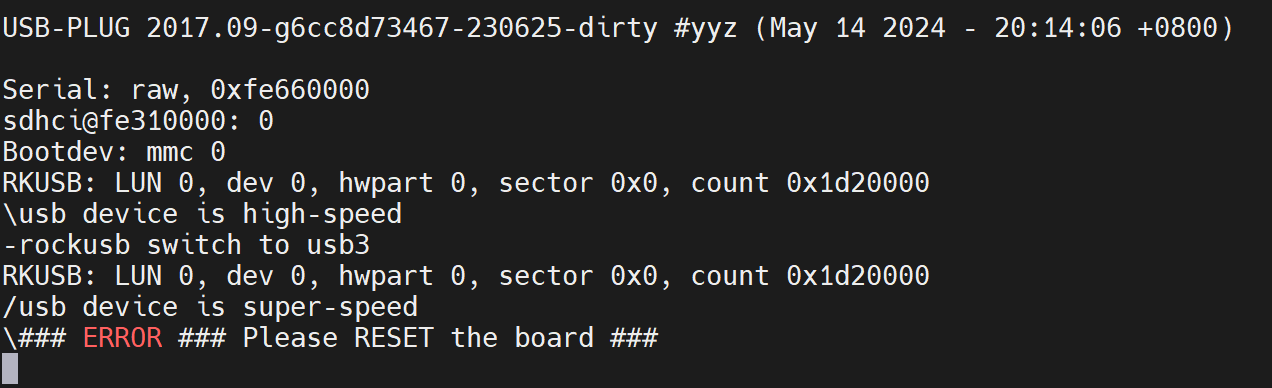 USB-PLUG 2017.09-g6cc8d73467-230625-dirty #yyz (May 14 2024 - 20:14:06 +0800)
Serial: raw, 0xfe660000
sdhci@fe310000: 0
Bootdev: mmc 0
RKUSB: LUN 0, dev 0, hwpart 0, sector 0x0, count 0x1d20000
\usb device is high-speed
-rockusb switch to usb3
RKUSB: LUN 0, dev 0, hwpart 0, sector 0x0, count 0x1d20000
/usb device is super-speed
\### ERROR ### Please RESET the board ###